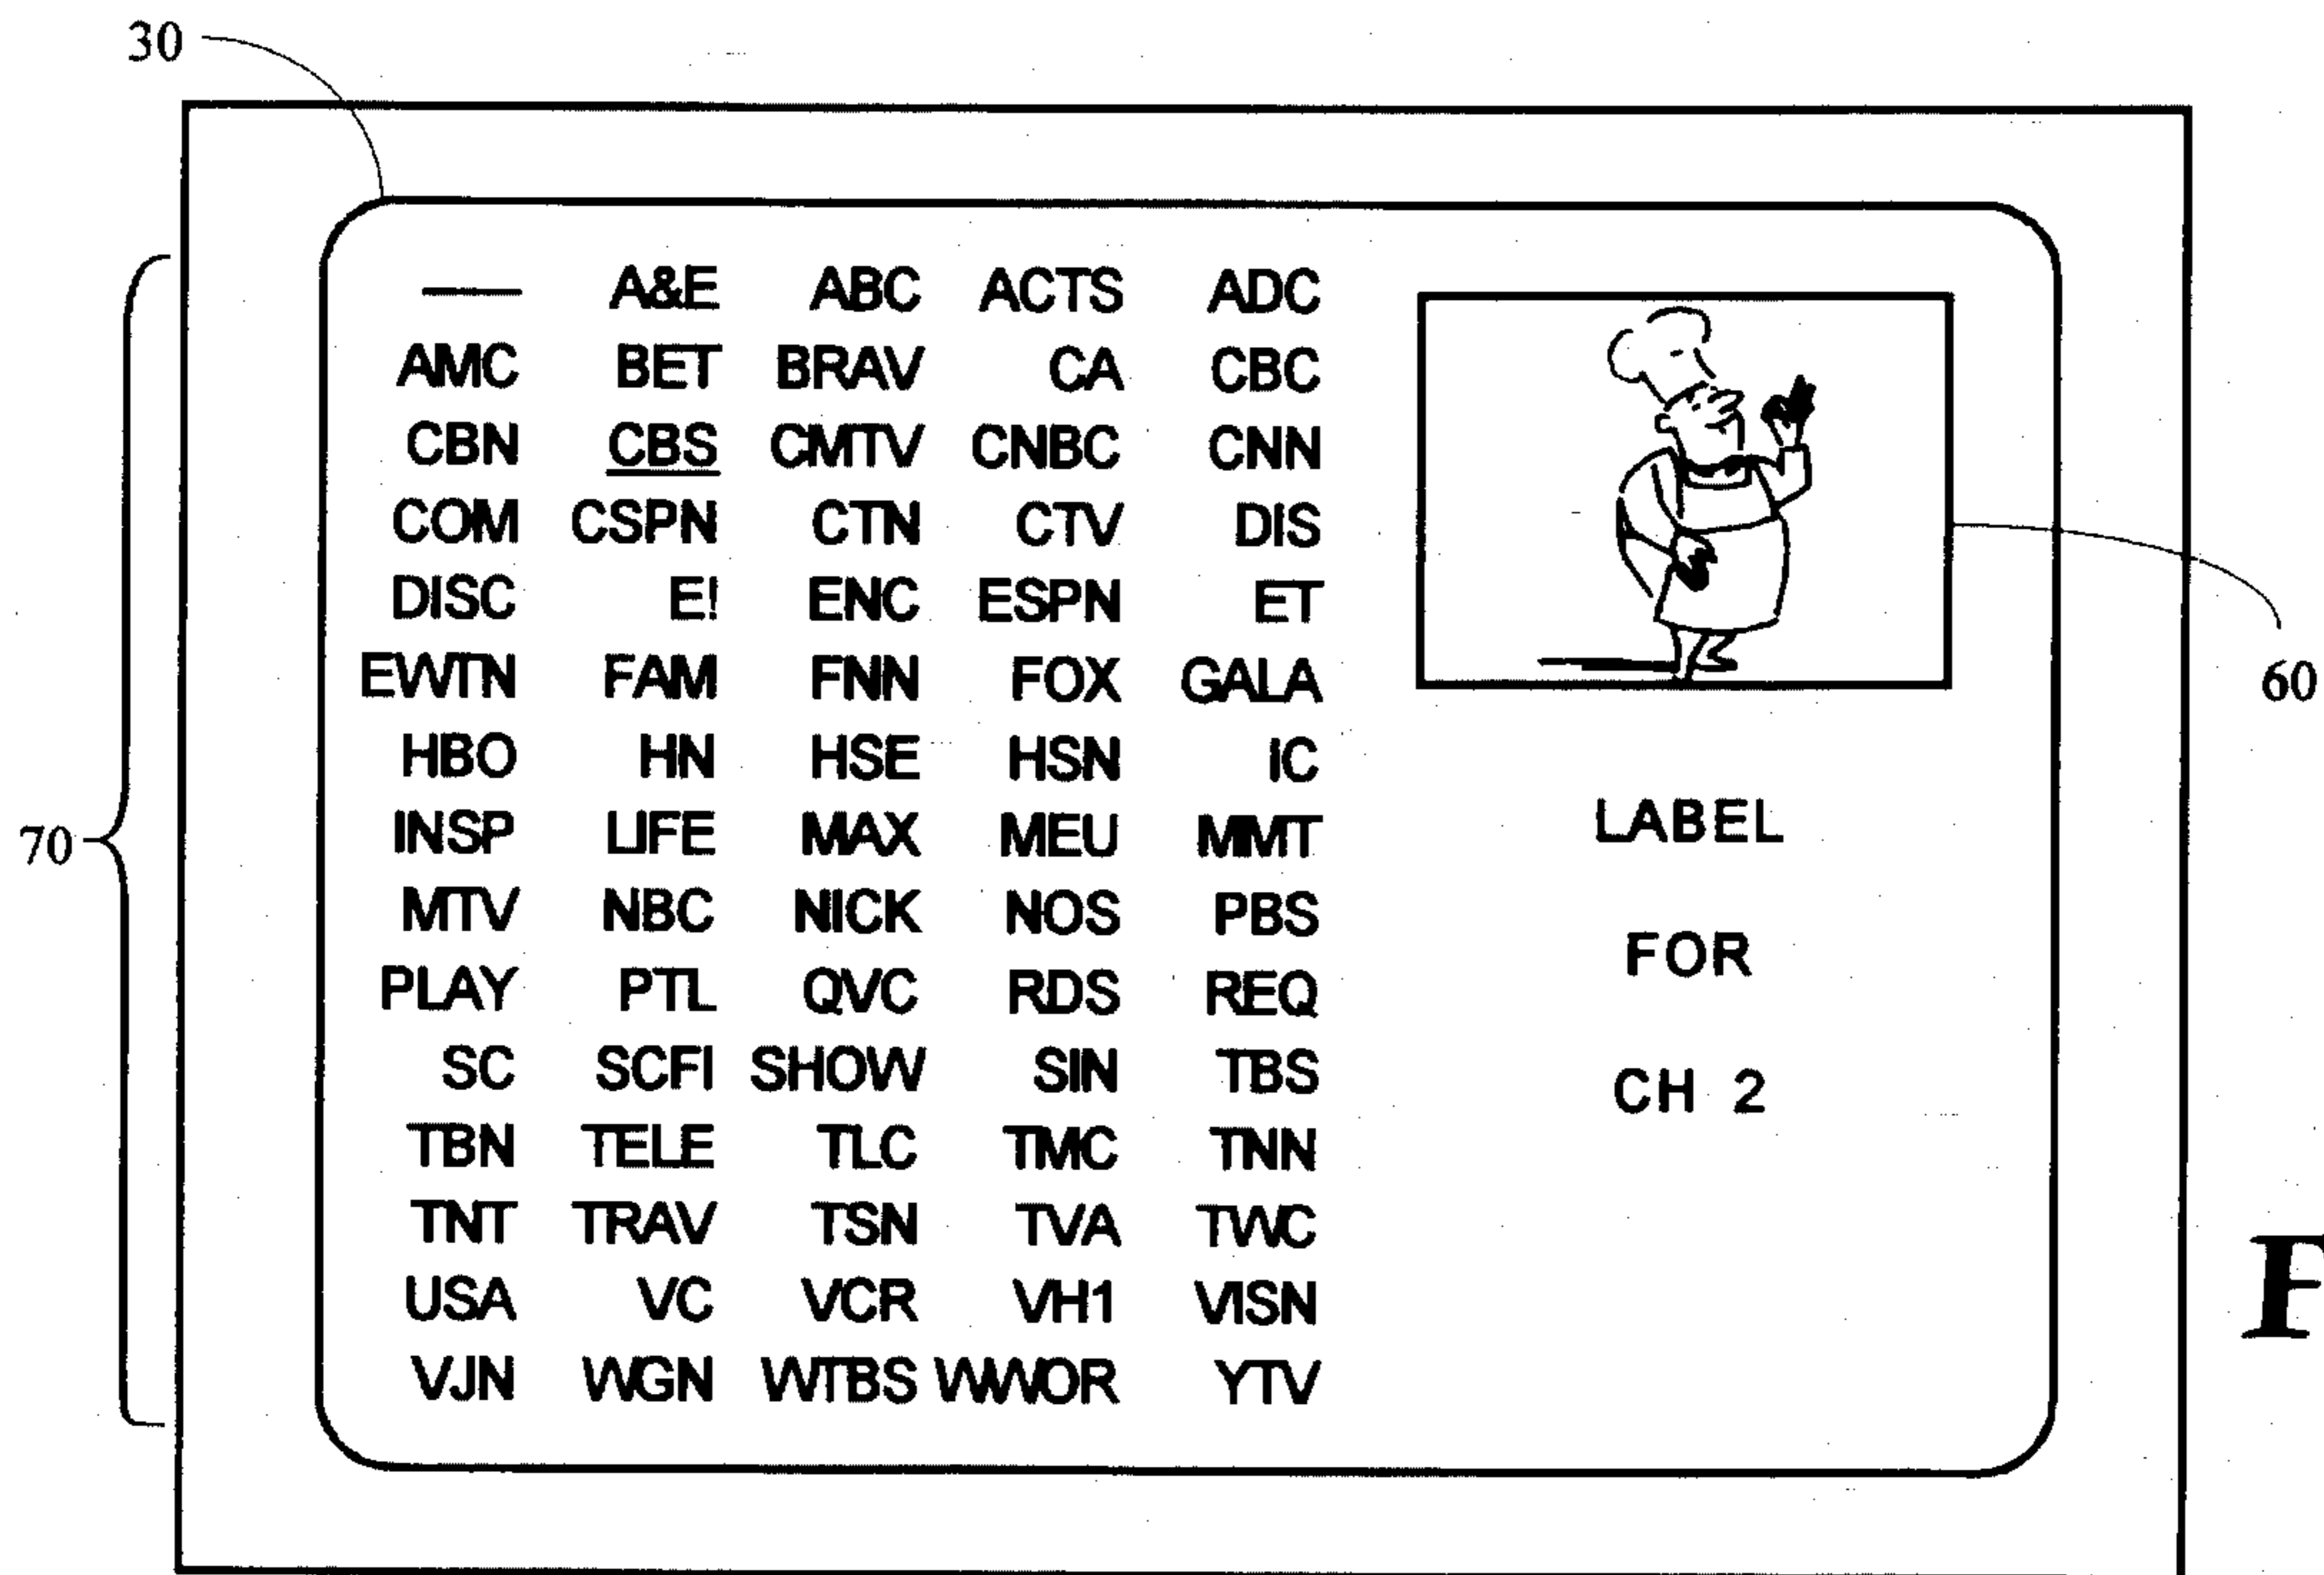 30
— A&E ABC ACTS ADC
AMC BET BRAV CA CBC
CBN CBS CMTV CNBC CNN
COM CSPN CTN CTV DIS
DISC E! ENC ESPN ET
EWTN FAM FNN FOX GALA
60
HBO HN HSE HSN IC
INSP LIFE MAX MEU MMT
70
LABEL
FOR
CH 2
MTV NBC NICK NOS PBS
PLAY PTL QVC RDS REQ
SC SCFI SHOW SIN TBS
TBN TELE TLC TMC TNN
TNT TRAV TSN TVA TWC
USA VC VCR VH1 VISN
VJN WGN WTBS WWOR YTV
F